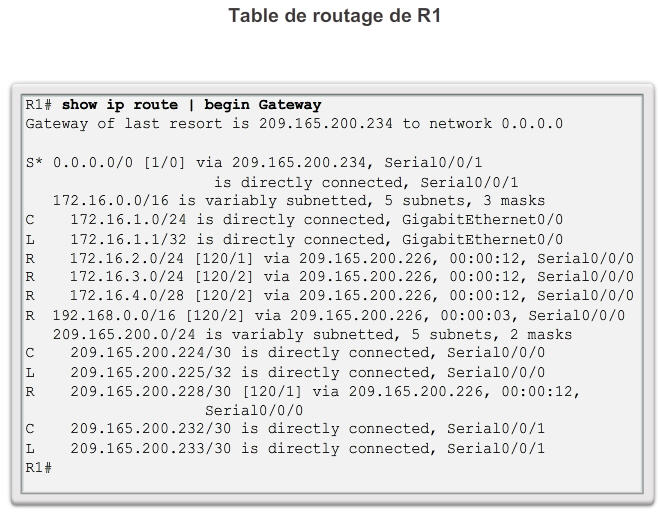 Table de routage de R1
R1# show ip route | begin Gateway
Gateway of last resort is 209.165.200.234 to network 0.0.0.0
S* 0.0.0.0/0 [1/0] via 209.165.200.234, Serial0/0/1
is directly connected, Serial0/0/1
172.16.0.0/16 is variably subnetted, 5 subnets, 3 masks
C 172.16.1.0/24 is directly connected, GigabitEthernet0/0
L 172.16.1.1/32 is directly connected, GigabitEthernet0/0
R 172.16.2.0/24 [120/1] via 209.165.200.226, 00:00:12, Serial0/0/0
R 172.16.3.0/24 [120/2] via 209.165.200.226, 00:00:12, Serial0/0/0
R 172.16.4.0/28 [120/2] via 209.165.200.226, 00:00:12, Serial0/0/0
R 192.168.0.0/16 [120/2] via 209.165.200.226, 00:00:03, Serial0/0/0
209.165.200.0/24 is variably subnetted, 5 subnets, 2 masks
C 209.165.200.224/30 is directly connected, Serial0/0/0
L 209.165.200.225/32 is directly connected, Serial0/0/0
R 209.165.200.228/30 [120/1] via 209.165.200.226, 00:00:12,
Serial0/0/0
C 209.165.200.232/30 is directly connected, Serial0/0/1
L 209.165.200.233/30 is directly connected, Serial0/0/1
R1#